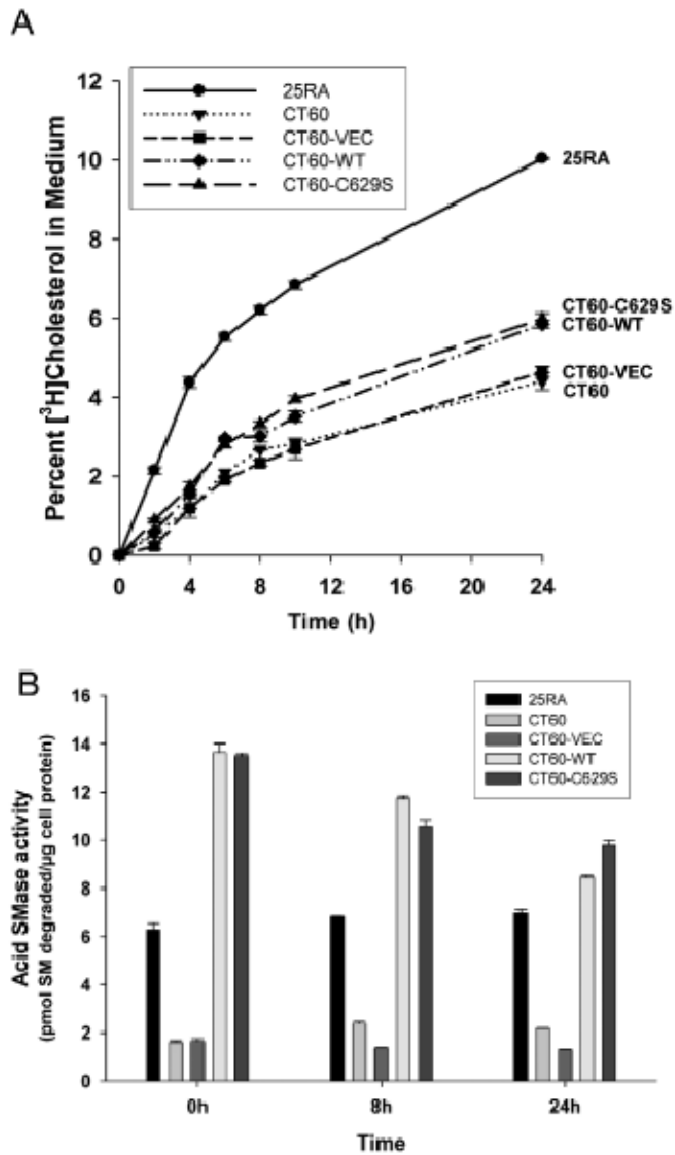 A
25RA
CT60
CT60-VEC
CT60-WT
CT60-C629S
Percent [³H]Cholesterol in Medium
12
10
8
6
4
2
0
25RA
CT60-C629S
CT60-WT
CT60-VEC
CT60
0 4 8 12 16 20 24
Time (h)
B
25RA
CT60
CT60-VEC
CT60-WT
CT60-C629S
Acid SMase activity
(pmol SM degraded/µg cell protein)
16
14
12
10
8
6
4
2
0
0h 8h 24h
Time